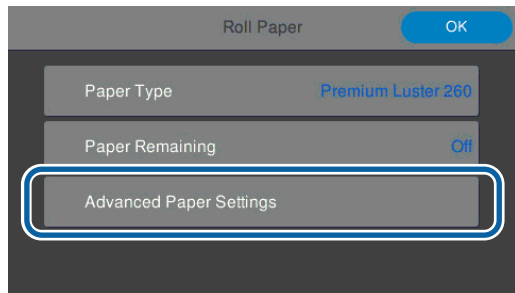 Roll Paper OK
Paper Type Premium Luster 260
Paper Remaining Off
Advanced Paper Settings